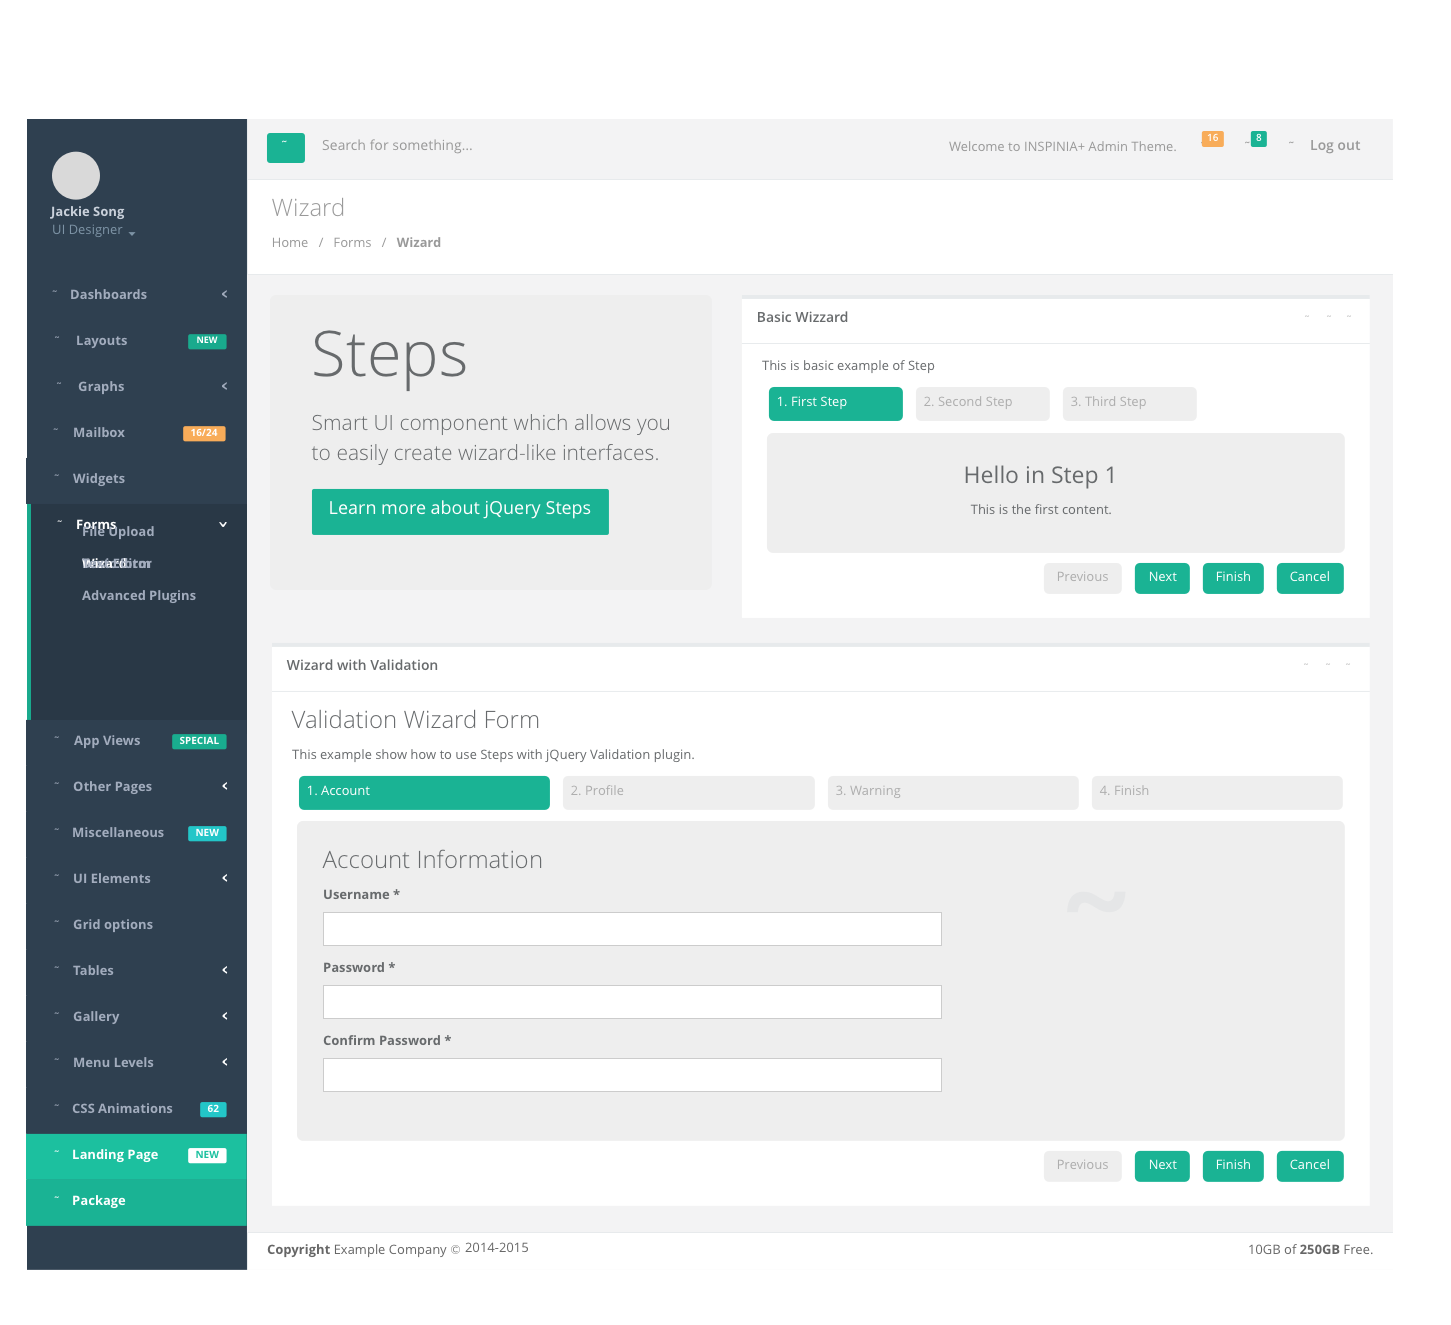 Jackie Song
UI Designer
Dashboards
Layouts NEW
Graphs
Mailbox 16/24
Widgets
Forms
File Upload
Wizard
Advanced Plugins
App Views SPECIAL
Other Pages
Miscellaneous NEW
UI Elements
Grid options
Tables
Gallery
Menu Levels
CSS Animations 62
Landing Page NEW
Package
Search for something...
Welcome to INSPINIA+ Admin Theme. 16 8 Log out
Wizard
Home / Forms / Wizard
Steps
Smart UI component which allows you
to easily create wizard-like interfaces.
Learn more about jQuery Steps
Basic Wizzard
This is basic example of Step
1. First Step 2. Second Step 3. Third Step
Hello in Step 1
This is the first content.
Previous Next Finish Cancel
Wizard with Validation
Validation Wizard Form
This example show how to use Steps with jQuery Validation plugin.
1. Account 2. Profile 3. Warning 4. Finish
Account Information
Username *
Password *
Confirm Password *
Previous Next Finish Cancel
Copyright Example Company © 2014-2015
10GB of 250GB Free.